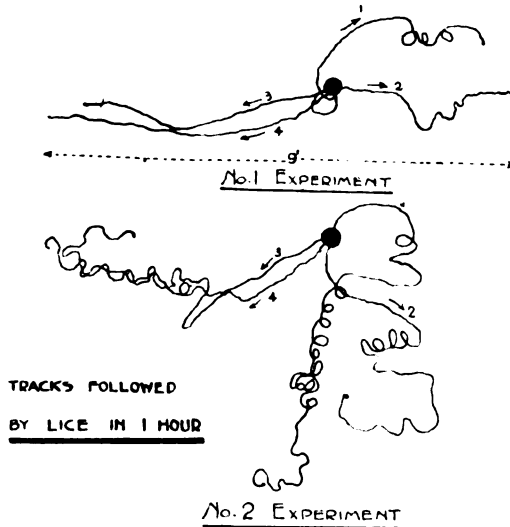 1
2
3
4
9'
No.1 EXPERIMENT
3
4
2
TRACKS FOLLOWED
BY LICE IN 1 HOUR
No.2 EXPERIMENT